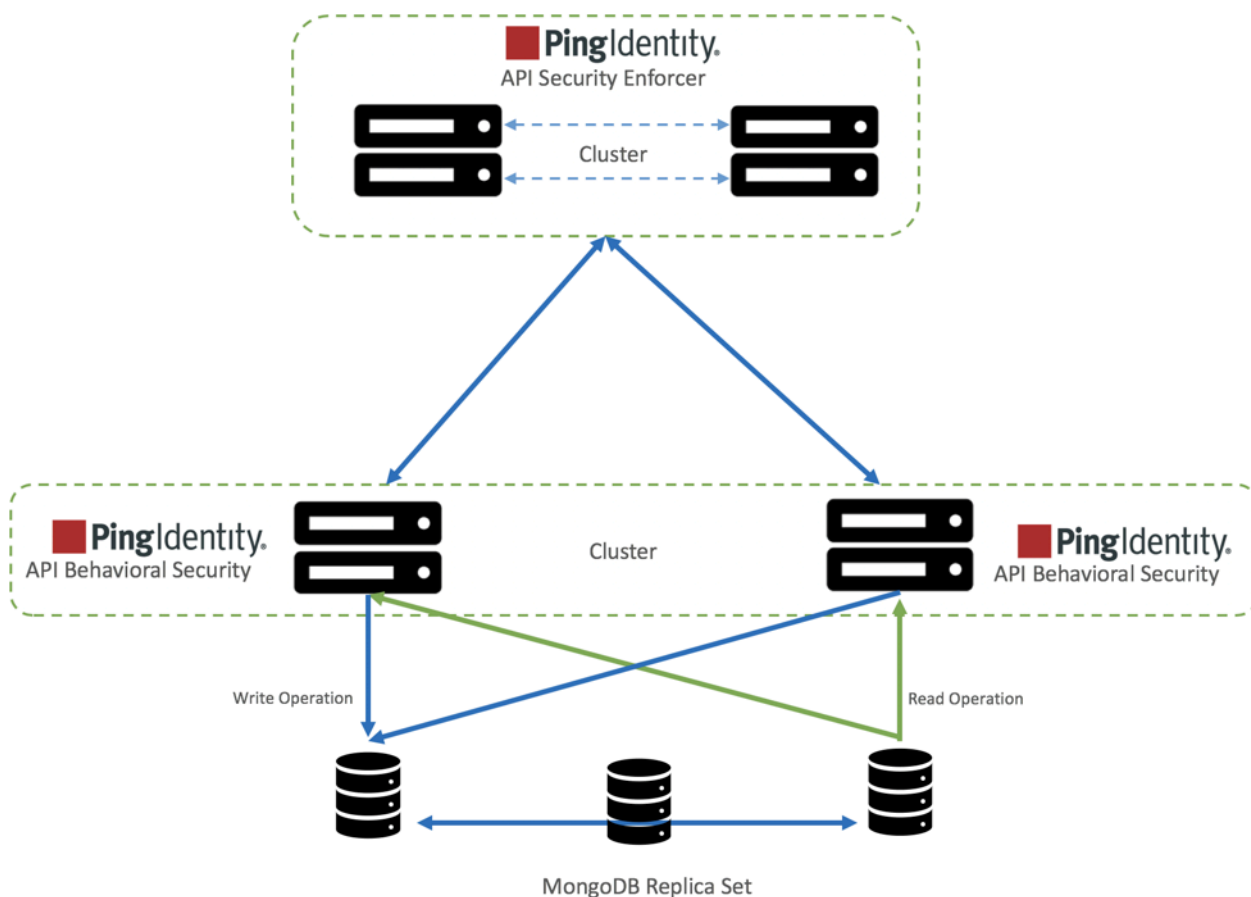 PingIdentity®
API Security Enforcer
Cluster
PingIdentity®
API Behavioral Security
Cluster
PingIdentity®
API Behavioral Security
Write Operation
Read Operation
MongoDB Replica Set